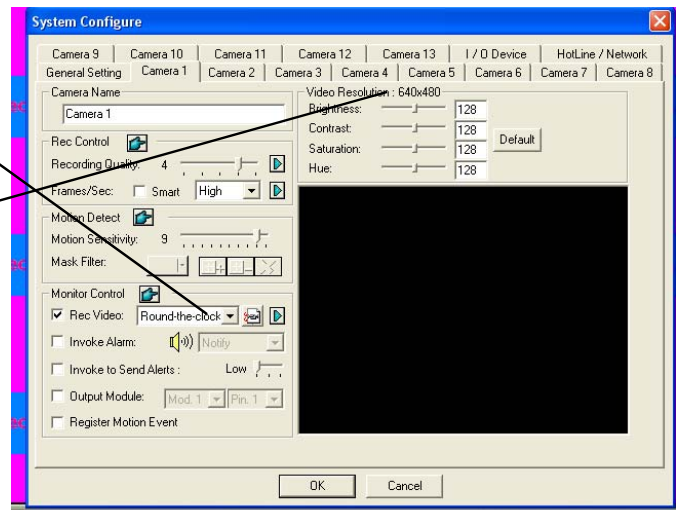 System Configure
Camera 9 Camera 10 Camera 11 Camera 12 Camera 13 I / O Device HotLine / Network
General Setting Camera 1 Camera 2 Camera 3 Camera 4 Camera 5 Camera 6 Camera 7 Camera 8
Camera Name
Camera 1
Rec Control
Recording Quality: 4
Frames/Sec: Smart High
Motion Detect
Motion Sensitivity: 9
Mask Filter:
Monitor Control
Rec Video: Round-the-clock
Invoke Alarm: Notify
Invoke to Send Alerts : Low
Output Module: Mod. 1 Pin. 1
Register Motion Event
Video Resolution : 640x480
Brightness: 128
Contrast: 128
Saturation: 128
Hue: 128
Default
OK Cancel